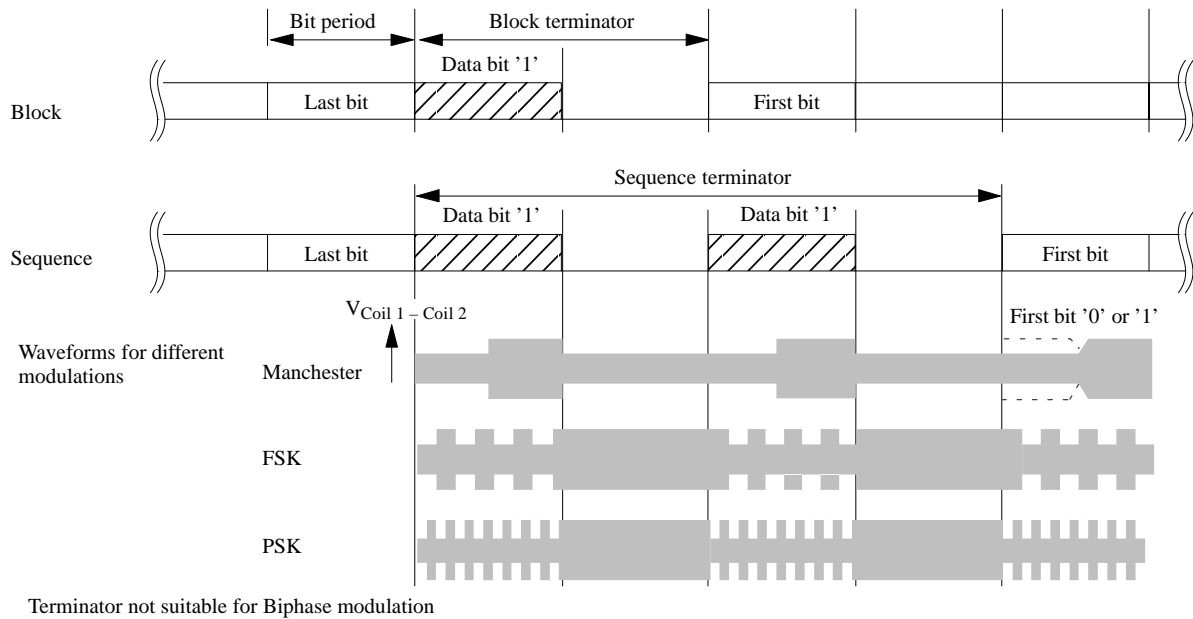 Bit period
Block terminator
Data bit '1'
Block
Last bit
First bit
Sequence terminator
Data bit ’1’
Data bit ’1’
Sequence
Last bit
First bit
VCoil 1 – Coil 2
First bit ’0’ or ’1’
Waveforms for different
modulations
Manchester
FSK
PSK
Terminator not suitable for Biphase modulation